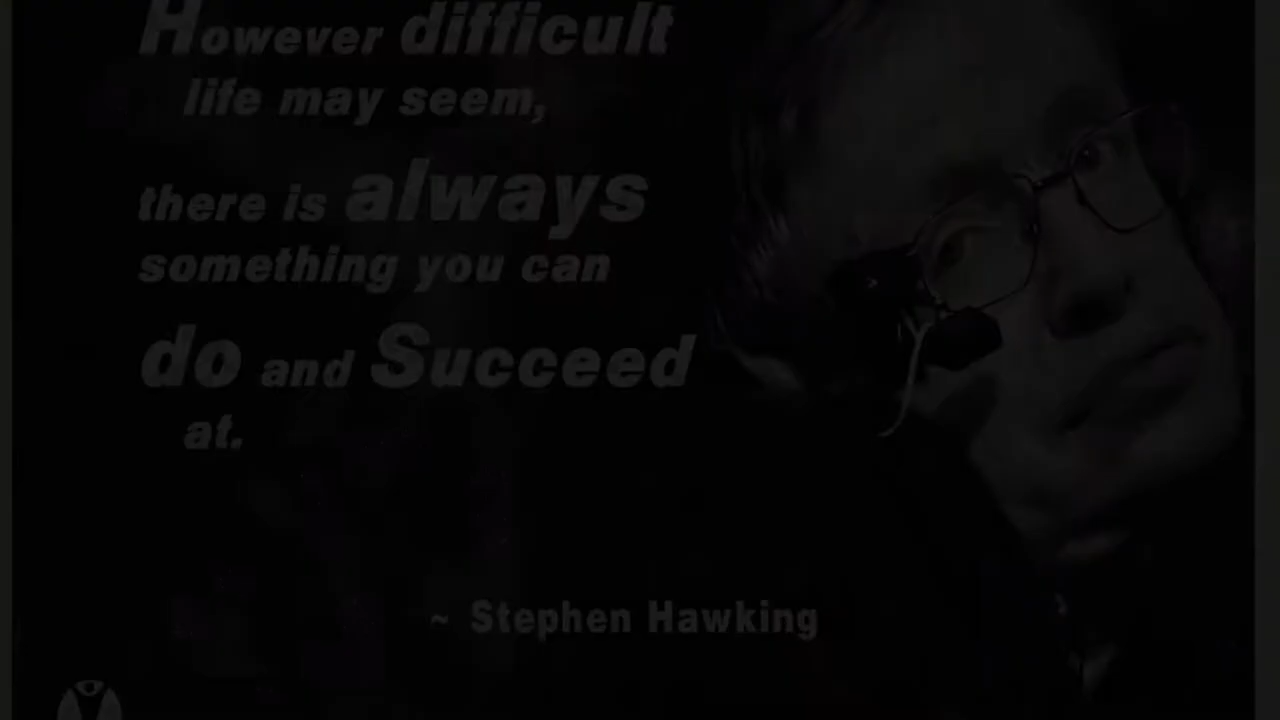 However difficult
life may seem,
there is always
something you can
do and Succeed
at.
~ Stephen Hawking